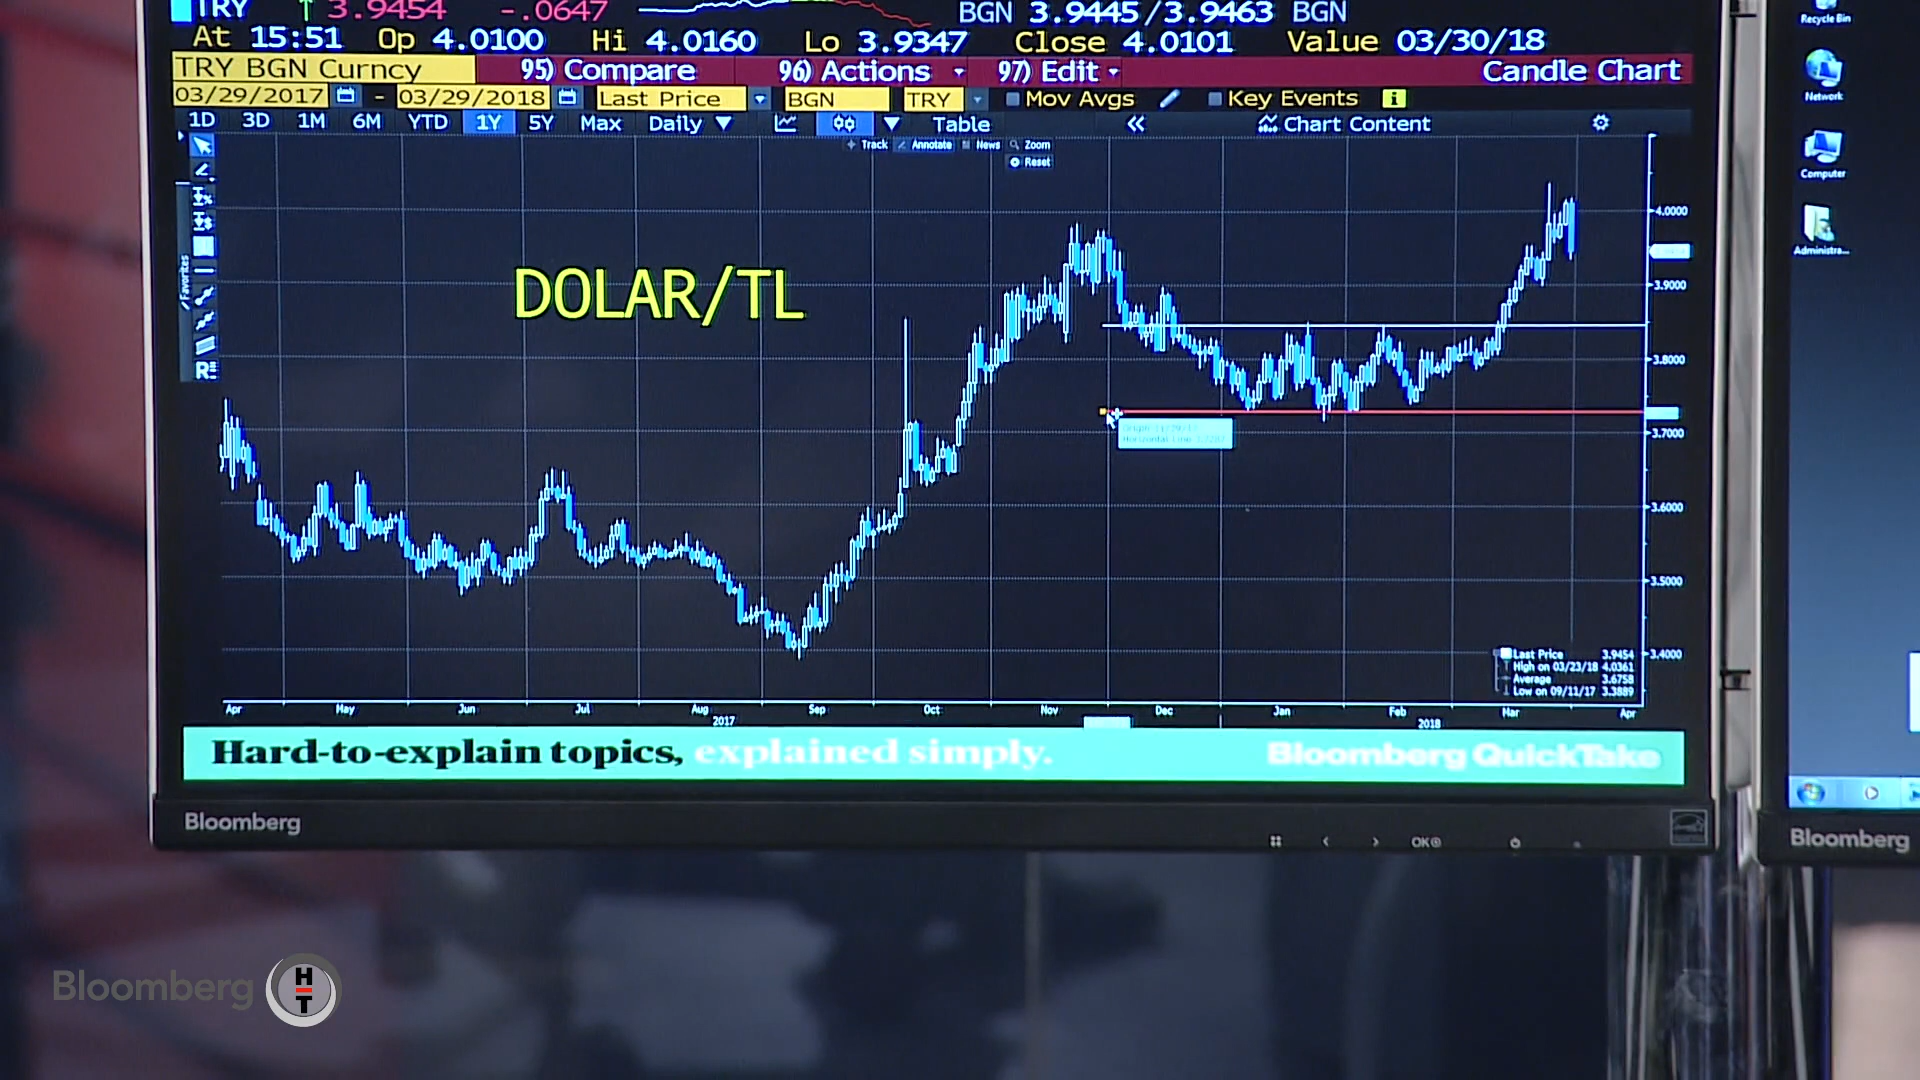 TRY ↑ 3.9454 -.0647 BGN 3.9445/3.9463 BGN
At 15:51 Op 4.0100 Hi 4.0160 Lo 3.9347 Close 4.0101 Value 03/30/18
TRY BGN Curncy 95) Compare 96) Actions 97) Edit Candle Chart
03/29/2017 - 03/29/2018 Last Price BGN TRY Mov Avgs Key Events
1D 3D 1M 6M YTD 1Y 5Y Max Daily Table « Chart Content
Track Annotate News Zoom
Reset
Favorites
DOLAR/TL
4.0000
3.9000
3.8000
3.7000
3.6000
3.5000
3.4000
Last Price 3.9454
High on 03/23/18 4.0361
Average 3.6758
Low on 09/11/17 3.3889
Apr May Jun Jul Aug Sep Oct Nov Dec Jan Feb Mar Apr
2017 2018
Hard-to-explain topics, explained simply. Bloomberg QuickTake
Bloomberg
OK
Recycle Bin
Network
Computer
Administra...
Bloomberg
Bloomberg HT